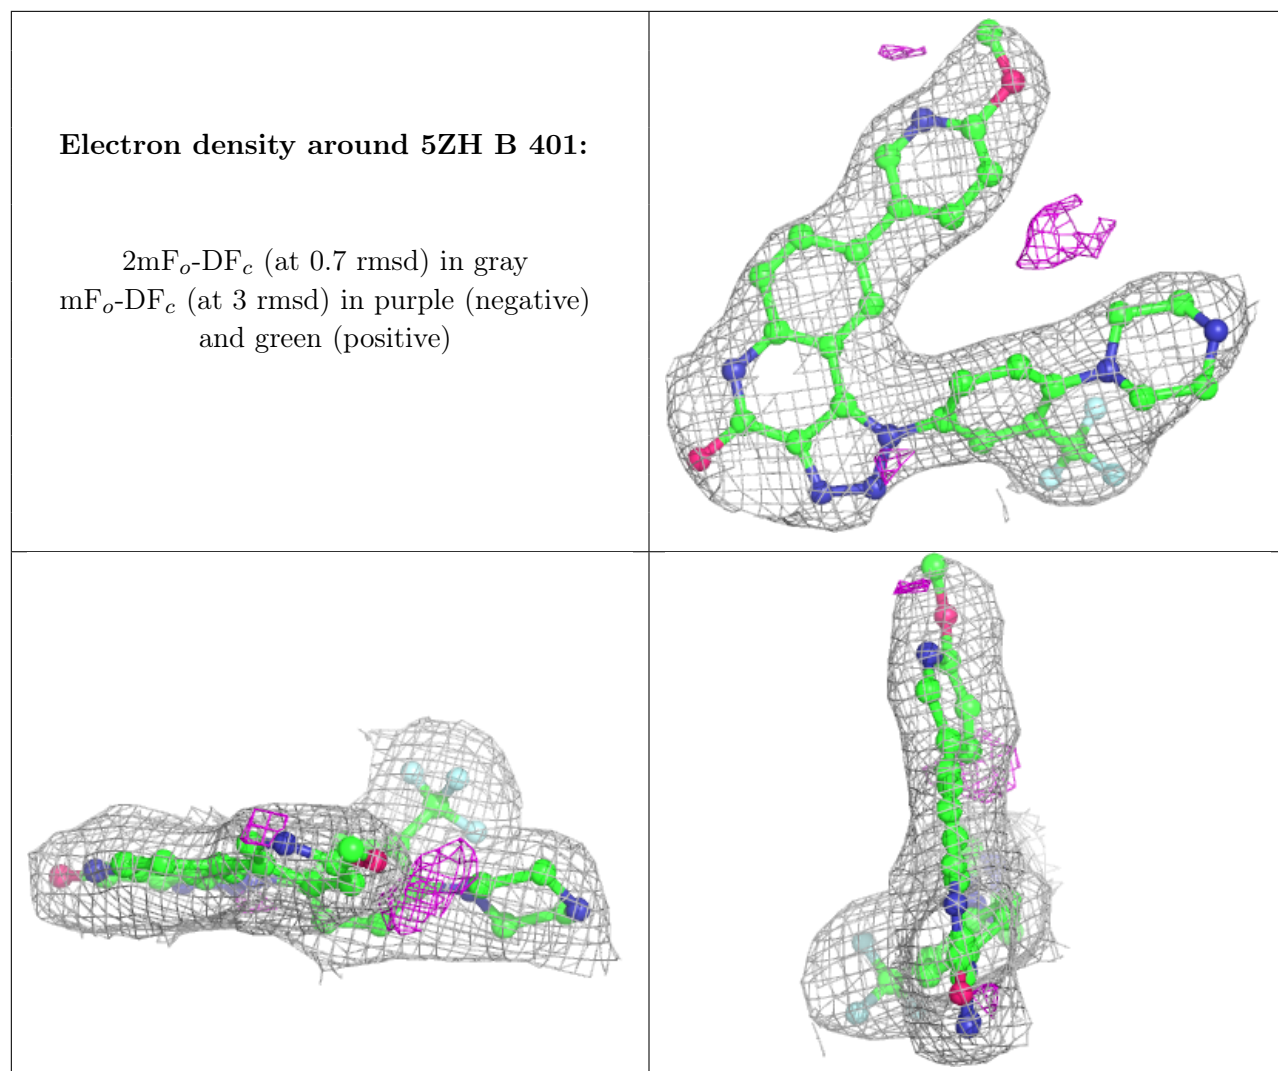 Electron density around 5ZH B 401:
2mFo-DFc (at 0.7 rmsd) in gray
mFo-DFc (at 3 rmsd) in purple (negative)
and green (positive)